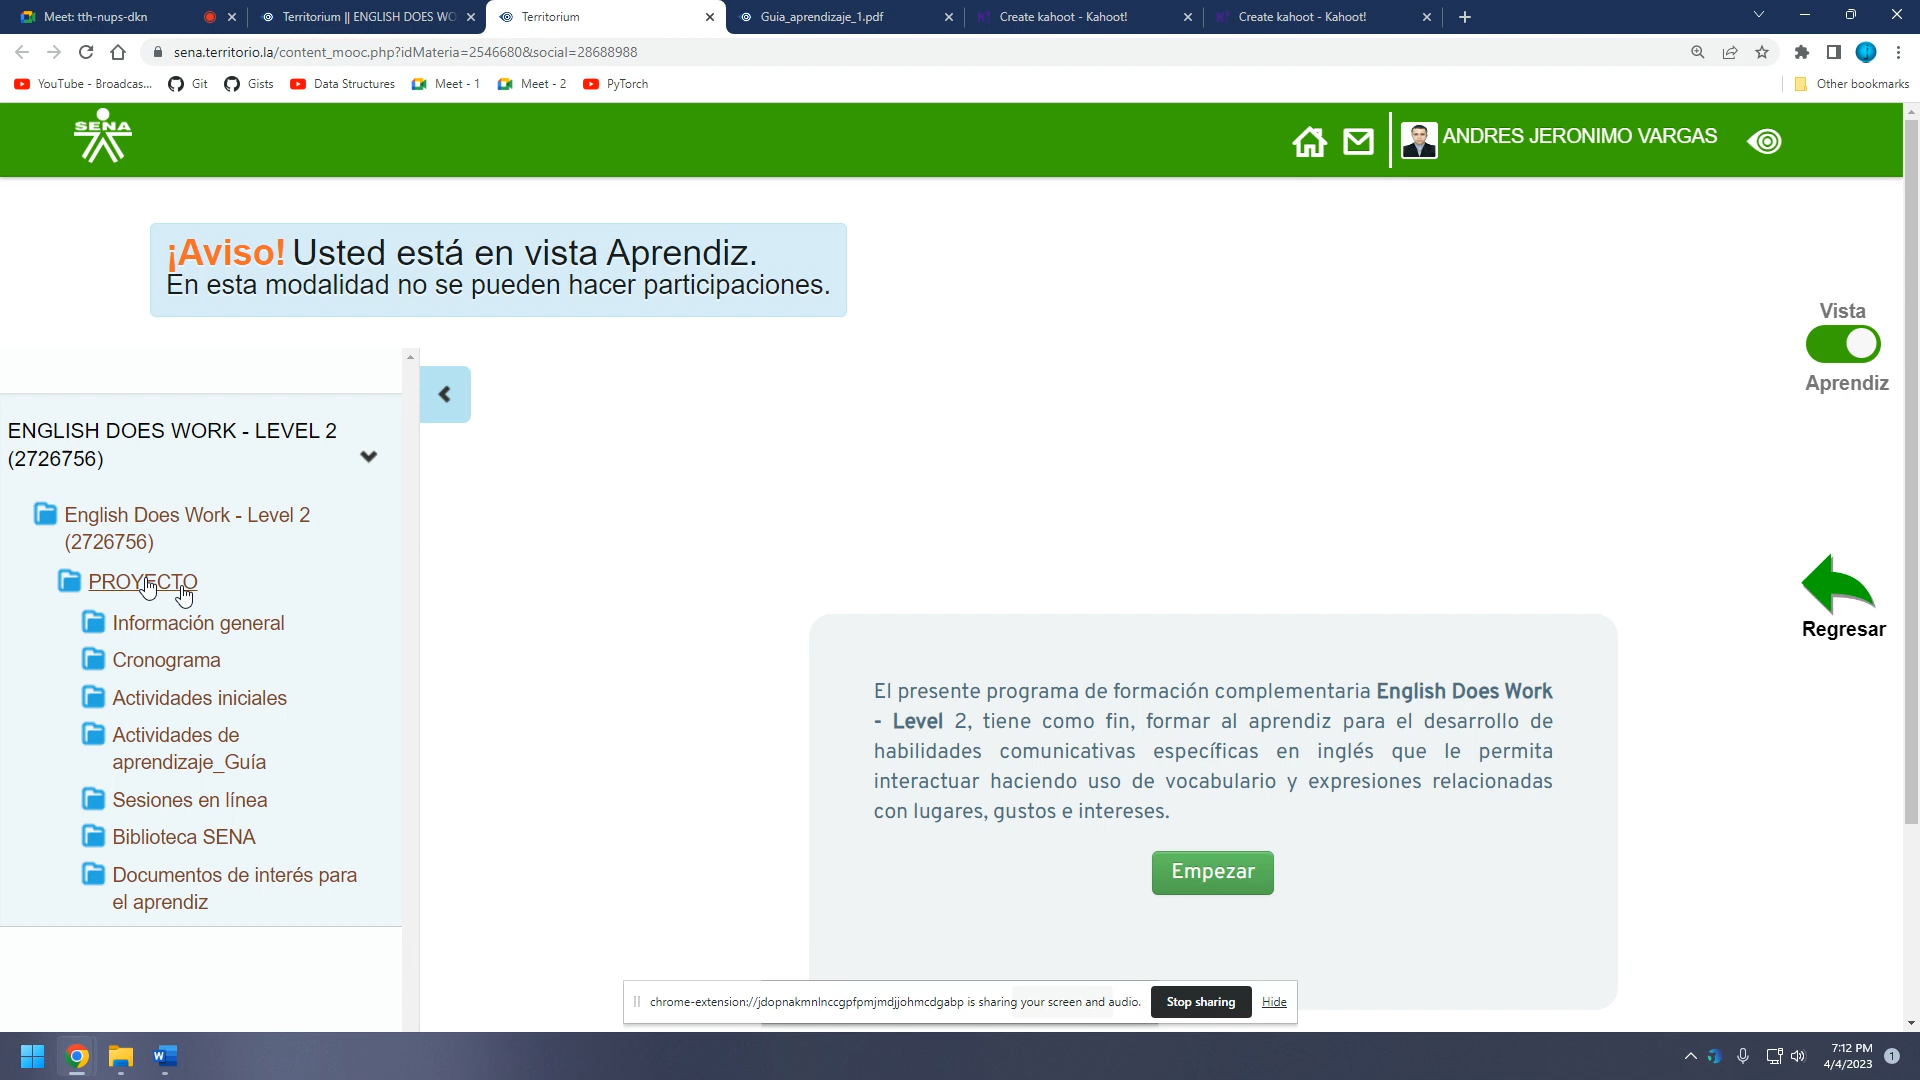 Meet: tth-nups-dkn
Territorium || ENGLISH DOES WO
Territorium
Guia_aprendizaje_1.pdf
Create kahoot - Kahoot!
Create kahoot - Kahoot!
sena.territorio.la/content_mooc.php?idMateria=2546680&social=28688988
YouTube - Broadcas...
Git
Gists
Data Structures
Meet - 1
Meet - 2
PyTorch
Other bookmarks
SENA
ANDRES JERONIMO VARGAS
¡Aviso! Usted está en vista Aprendiz.
En esta modalidad no se pueden hacer participaciones.
Vista
Aprendiz
ENGLISH DOES WORK - LEVEL 2
(2726756)
English Does Work - Level 2
(2726756)
PROYECTO
Información general
Cronograma
Actividades iniciales
Actividades de
aprendizaje_Guía
Sesiones en línea
Biblioteca SENA
Documentos de interés para
el aprendiz
Regresar
El presente programa de formación complementaria English Does Work
- Level 2, tiene como fin, formar al aprendiz para el desarrollo de
habilidades comunicativas específicas en inglés que le permita
interactuar haciendo uso de vocabulario y expresiones relacionadas
con lugares, gustos e intereses.
Empezar
chrome-extension://jdopnakmnlnccgpfpmjmdjjohmcdgabp is sharing your screen and audio.
Stop sharing
Hide
7:12 PM
4/4/2023
1